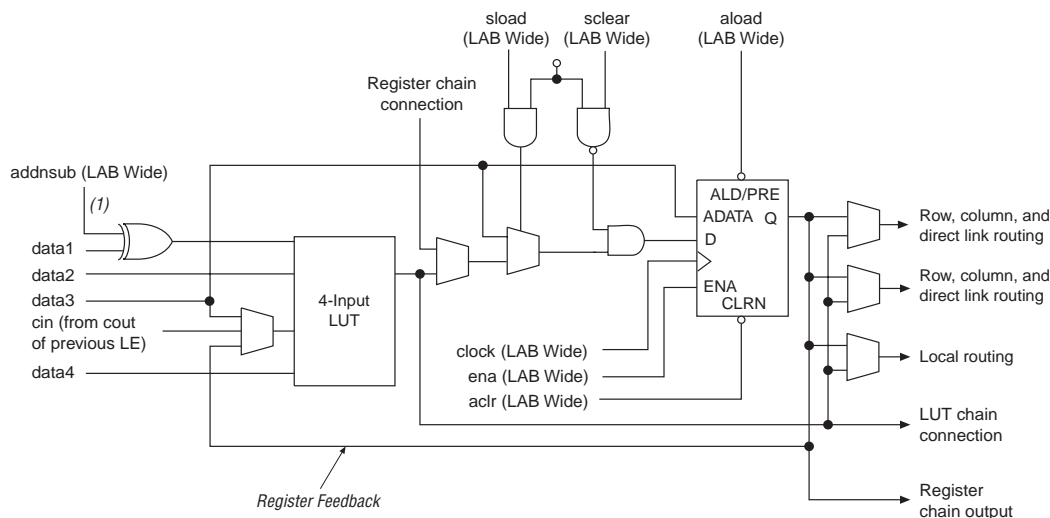 sload
(LAB Wide)
sclear
(LAB Wide)
aload
(LAB Wide)
Register chain
connection
addnsub (LAB Wide)
(1)
data1
data2
data3
cin (from cout
of previous LE)
data4
4-Input
LUT
ALD/PRE
ADATA
Q
D
ENA
CLRN
clock (LAB Wide)
ena (LAB Wide)
aclr (LAB Wide)
Row, column, and
direct link routing
Row, column, and
direct link routing
Local routing
LUT chain
connection
Register
chain output
Register Feedback